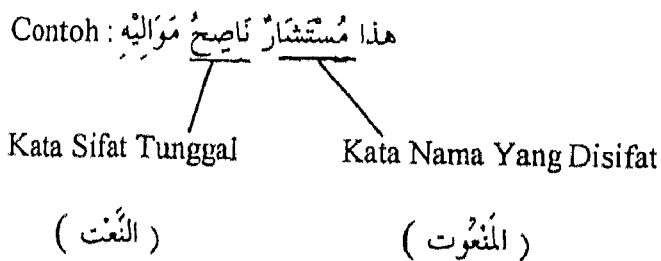 Contoh : هذا مُسْتَشَارٌ نَاصِحُ مَوَالِيْهِ
Kata Sifat Tunggal Kata Nama Yang Disifat
( النَّعْت ) ( المَنْعُوت )